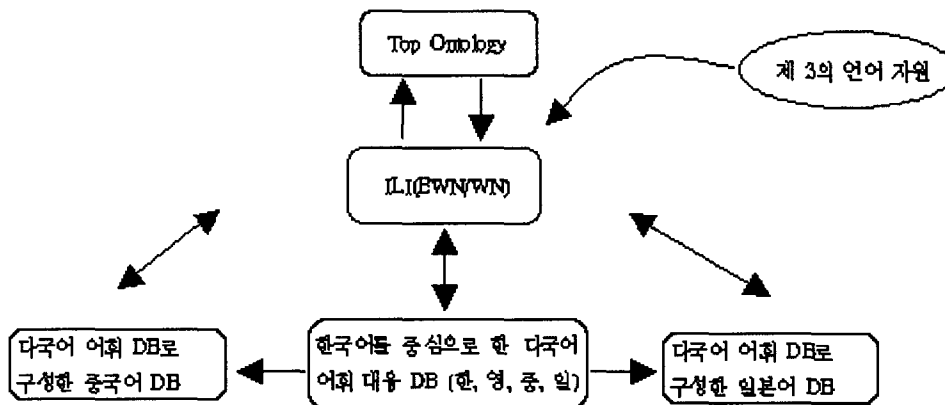 Top Ontology
제 3의 언어 자원
ILI(EWN/WN)
다국어 어휘 DB로
구성한 중국어 DB
한국어를 중심으로 한 다국어
어휘 대응 DB (한, 영, 중, 일)
다국어 어휘 DB로
구성한 일본어 DB